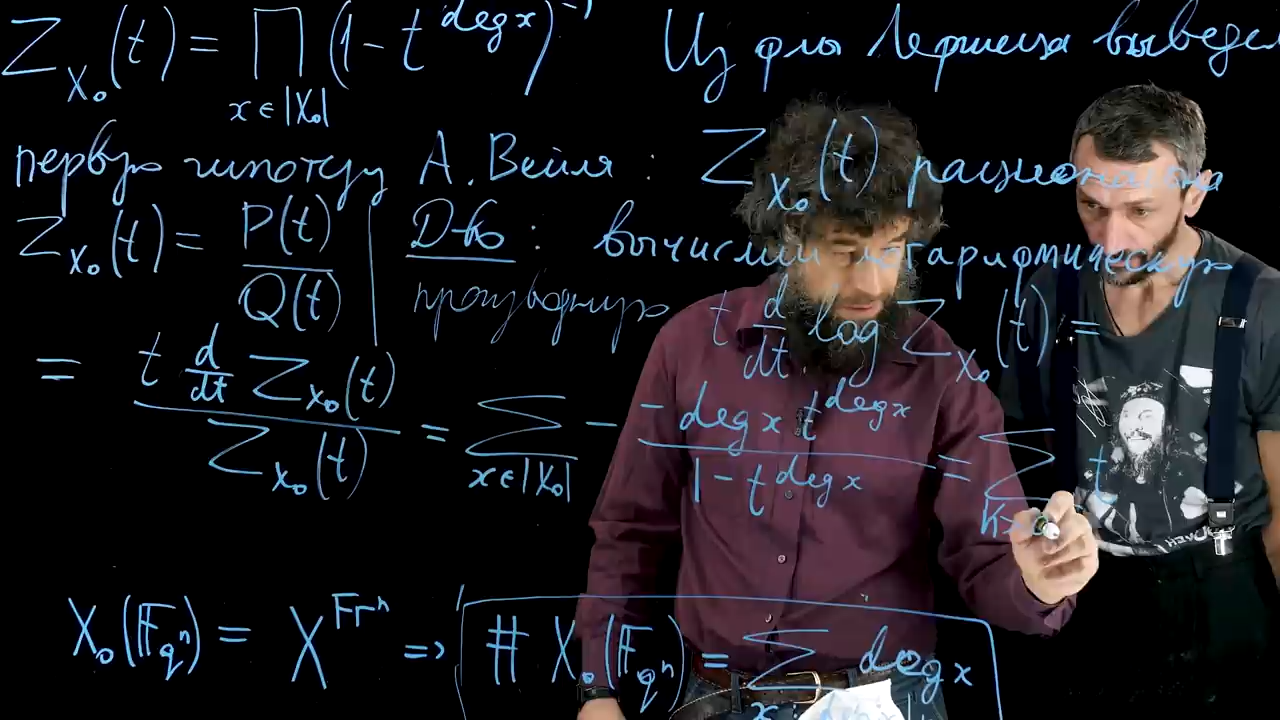 Z_{X_0}(t) = ∏_{x ∈ |X_0|} (1 - t^{deg x})^{-1} Из ф-лы Лефшеца выведем
первую гипотезу А. Вейля : Z_{X_0}(t) рациональна
Z_{X_0}(t) = P(t)/Q(t) | Д-во : вычислим логарифмическую
производную t d/dt log Z_{X_0}(t) =
= (t d/dt Z_{X_0}(t))/(Z_{X_0}(t)) = ∑_{x∈|X_0|} - (-deg x t^{deg x})/(1 - t^{deg x}) = ∑ t
X_0(F_{q^n}) = X^{Fr^n} => # X_0(F_{q^n}) = ∑ deg x